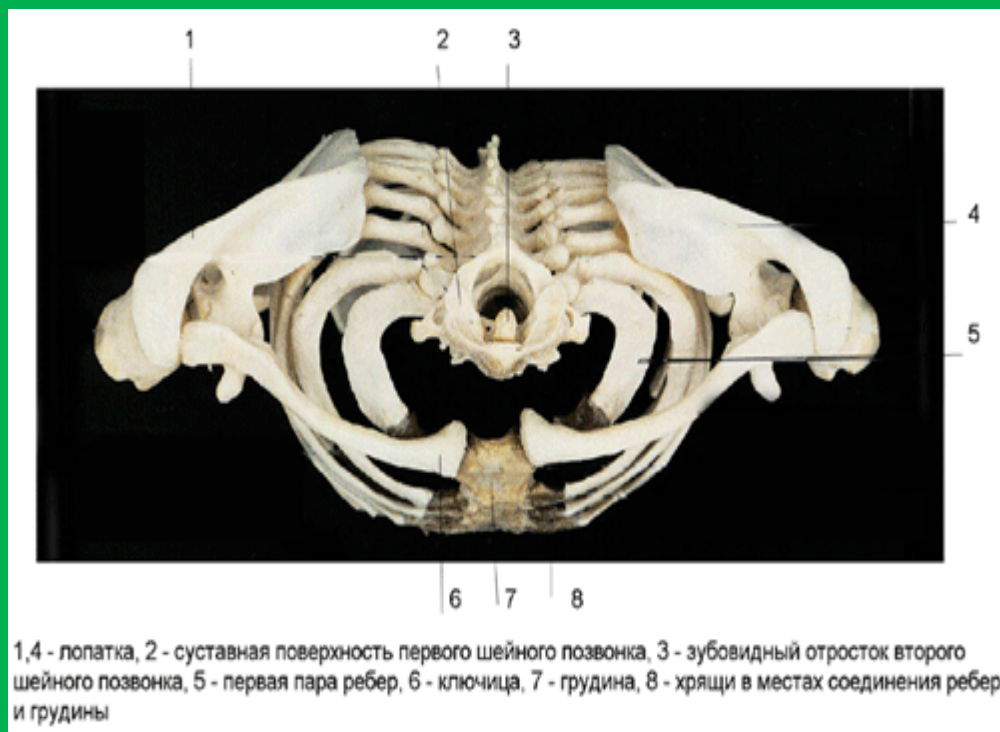 1 2 3
4
5
6 7 8
1,4 - лопатка, 2 - суставная поверхность первого шейного позвонка, 3 - зубовидный отросток второго
шейного позвонка, 5 - первая пара ребер, 6 - ключица, 7 - грудина, 8 - хрящи в местах соединения ребер
и грудины